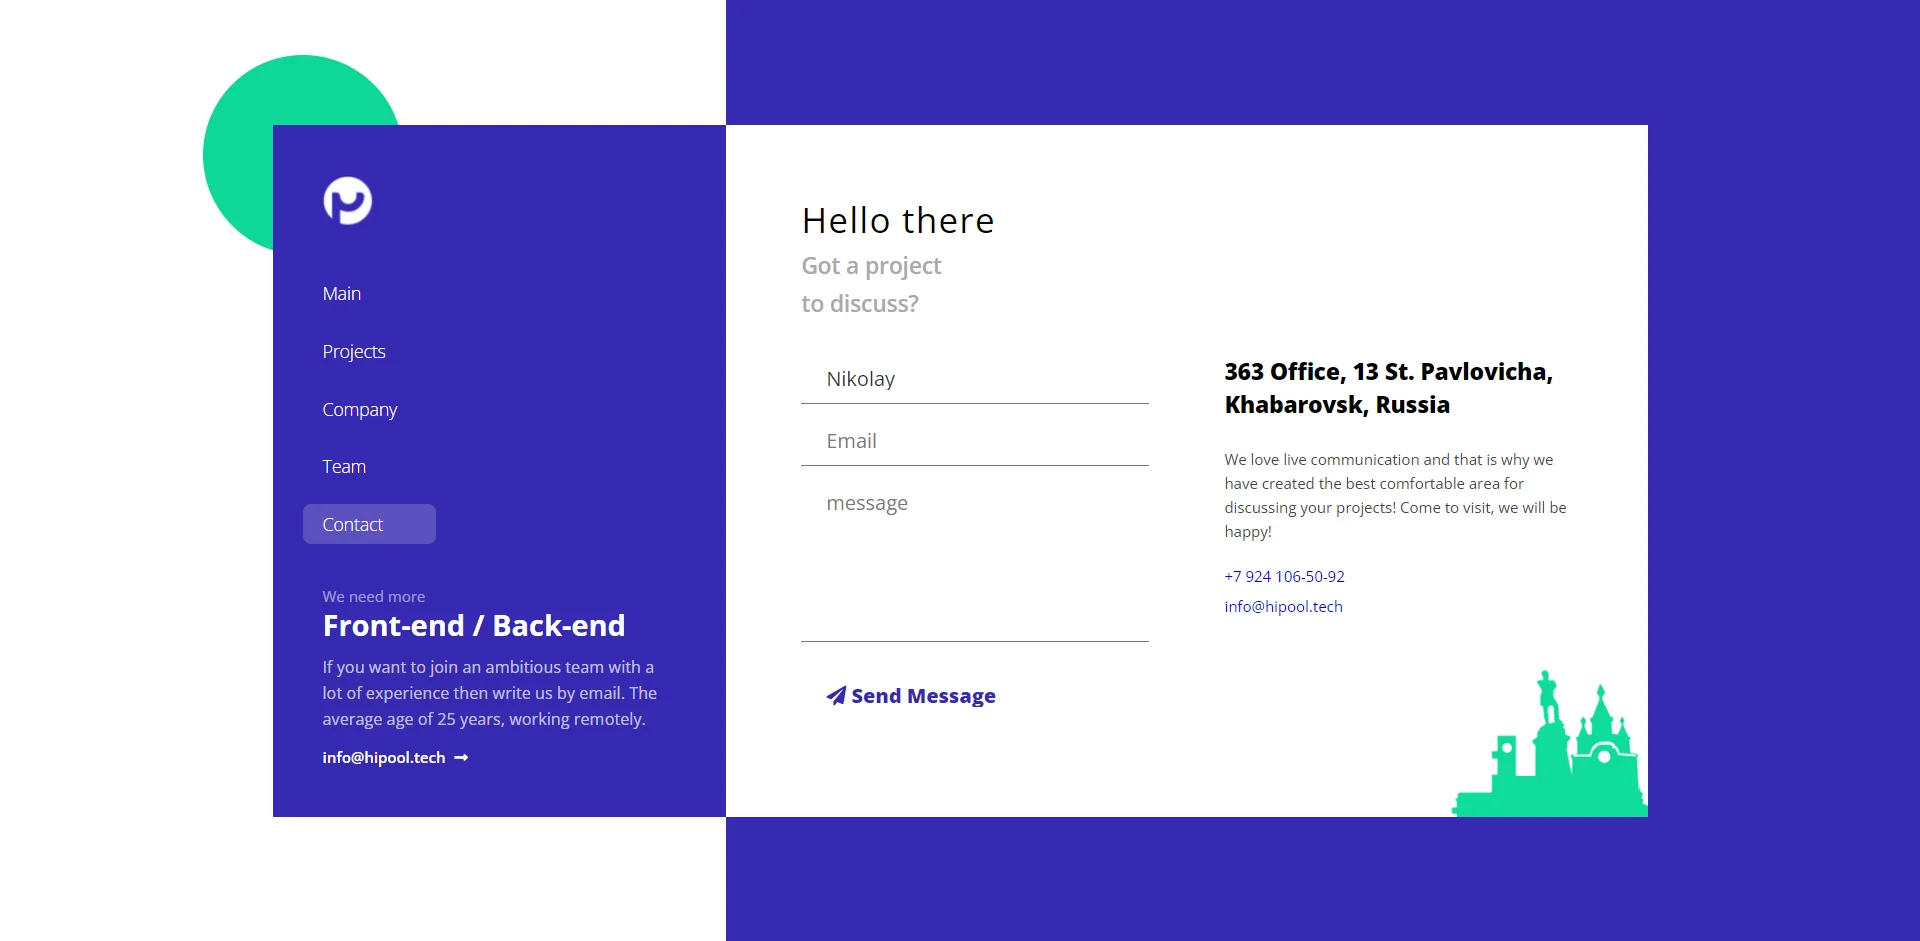 Main
Projects
Company
Team
Contact
We need more
Front-end / Back-end
If you want to join an ambitious team with a
lot of experience then write us by email. The
average age of 25 years, working remotely.
info@hipool.tech
Hello there
Got a project
to discuss?
Nikolay
Email
message
Send Message
363 Office, 13 St. Pavlovicha,
Khabarovsk, Russia
We love live communication and that is why we
have created the best comfortable area for
discussing your projects! Come to visit, we will be
happy!
+7 924 106-50-92
info@hipool.tech